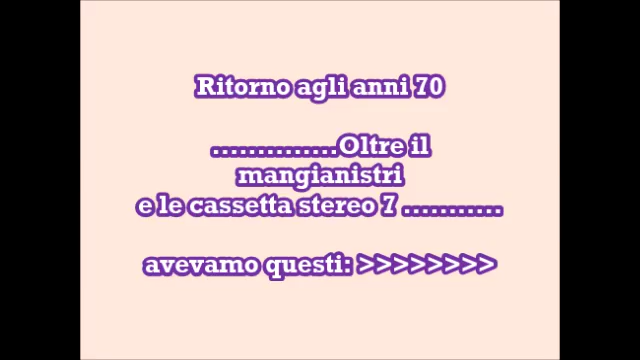 Ritorno agli anni 70
..............Oltre il
mangianistri
e le cassetta stereo 7 ...........
avevamo questi: >>>>>>>>